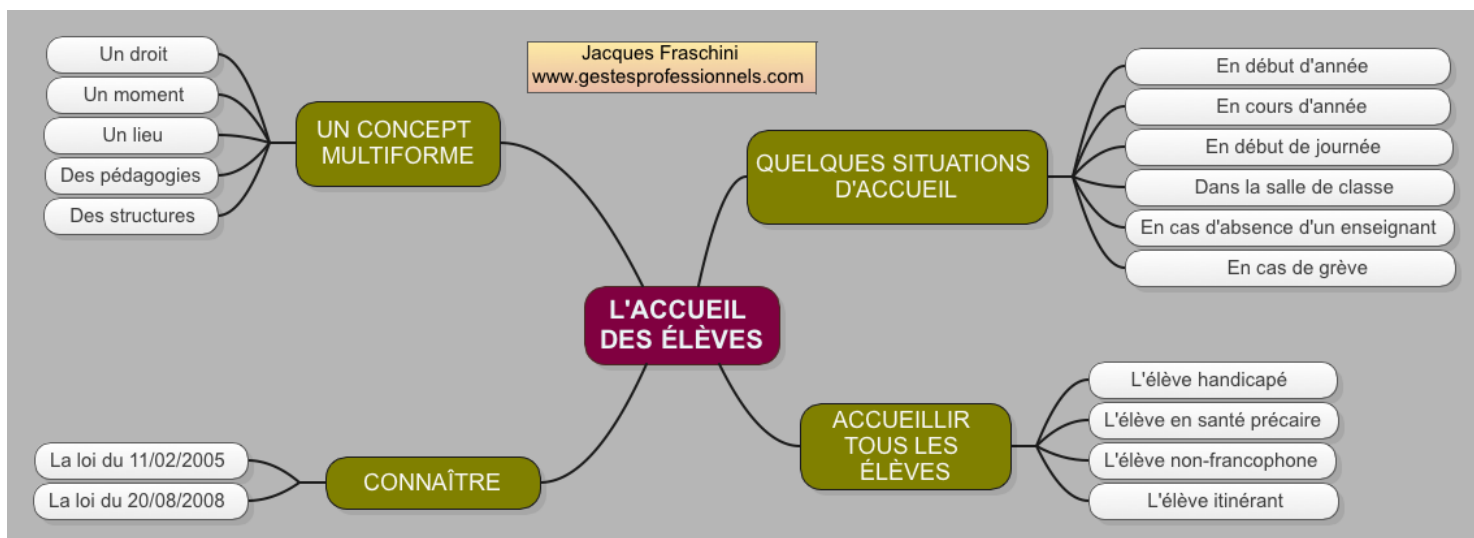 Jacques Fraschini
www.gestesprofessionnels.com
L'ACCUEIL
DES ÉLÈVES
UN CONCEPT
MULTIFORME
Un droit
Un moment
Un lieu
Des pédagogies
Des structures
QUELQUES SITUATIONS
D'ACCUEIL
En début d'année
En cours d'année
En début de journée
Dans la salle de classe
En cas d'absence d'un enseignant
En cas de grève
CONNAÎTRE
La loi du 11/02/2005
La loi du 20/08/2008
ACCUEILLIR
TOUS LES
ÉLÈVES
L'élève handicapé
L'élève en santé précaire
L'élève non-francophone
L'élève itinérant